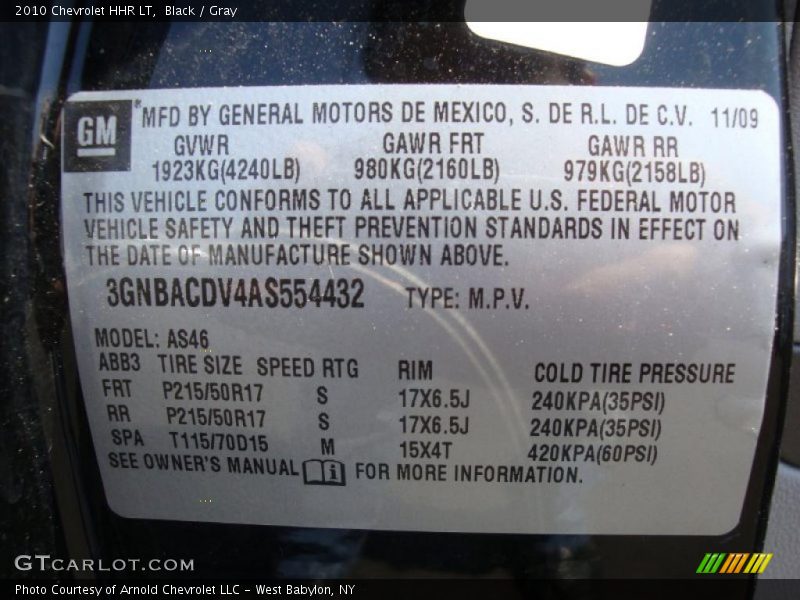 2010 Chevrolet HHR LT, Black / Gray
GM
MFD BY GENERAL MOTORS DE MEXICO, S. DE R.L. DE C.V. 11/09
GVWR GAWR FRT GAWR RR
1923KG(4240LB) 980KG(2160LB) 979KG(2158LB)
THIS VEHICLE CONFORMS TO ALL APPLICABLE U.S. FEDERAL MOTOR
VEHICLE SAFETY AND THEFT PREVENTION STANDARDS IN EFFECT ON
THE DATE OF MANUFACTURE SHOWN ABOVE.
3GNBACDV4AS554432 TYPE: M.P.V.
MODEL: AS46
ABB3 TIRE SIZE SPEED RTG RIM COLD TIRE PRESSURE
FRT P215/50R17 S 17X6.5J 240KPA(35PSI)
RR P215/50R17 S 17X6.5J 240KPA(35PSI)
SPA T115/70D15 M 15X4T 420KPA(60PSI)
SEE OWNER'S MANUAL i FOR MORE INFORMATION.
GTCARLOT.COM
Photo Courtesy of Arnold Chevrolet LLC - West Babylon, NY